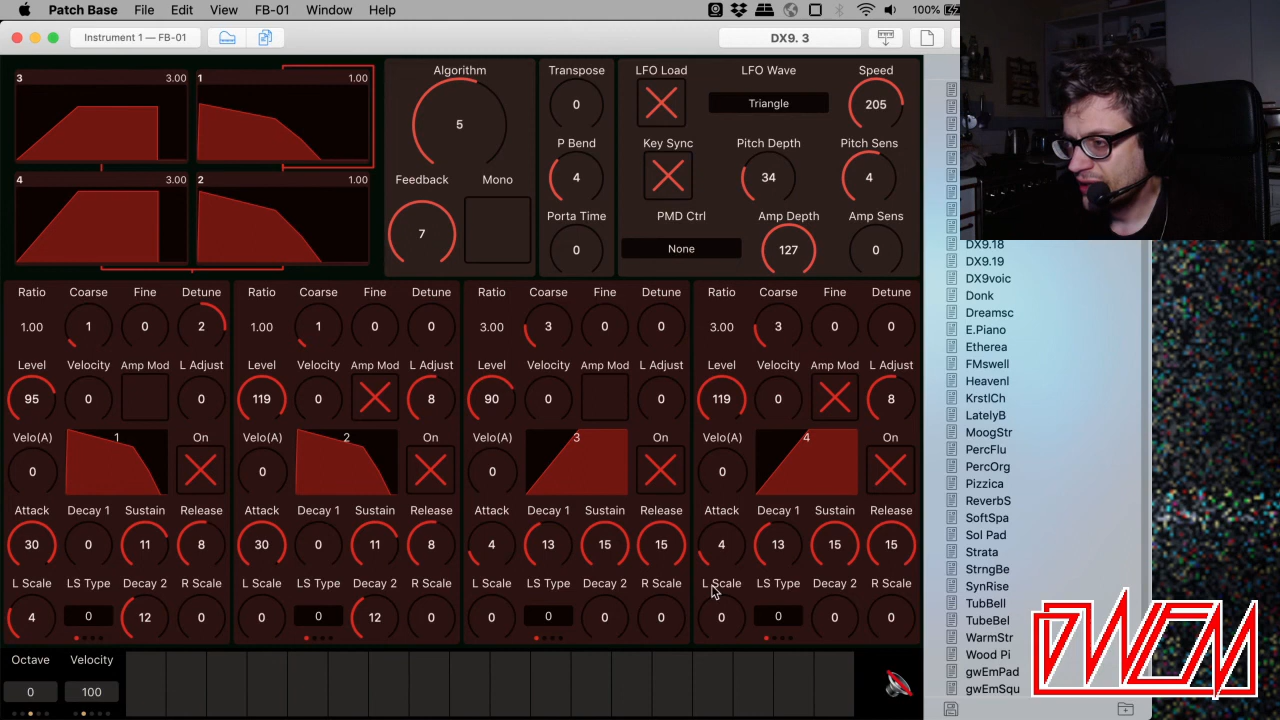 Patch Base File Edit View FB-01 Window Help 100%
Instrument 1 — FB-01 DX9. 3
3 3.00 1 1.00
4 3.00 2 1.00
Algorithm
5
Feedback Mono
7
Transpose
0
P Bend
4
Porta Time
0
LFO Load LFO Wave Speed
Triangle 205
Key Sync Pitch Depth Pitch Sens
34 4
PMD Ctrl Amp Depth Amp Sens
None 127 0
Ratio Coarse Fine Detune Ratio Coarse Fine Detune Ratio Coarse Fine Detune Ratio Coarse Fine Detune
1.00 1 0 2 1.00 1 0 0 3.00 3 0 0 3.00 3 0 0
Level Velocity Amp Mod L Adjust Level Velocity Amp Mod L Adjust Level Velocity Amp Mod L Adjust Level Velocity Amp Mod L Adjust
95 0 0 119 0 8 90 0 0 119 0 8
Velo(A) 1 On Velo(A) 2 On Velo(A) 3 On Velo(A) 4 On
0 0 0 0
Attack Decay 1 Sustain Release Attack Decay 1 Sustain Release Attack Decay 1 Sustain Release Attack Decay 1 Sustain Release
30 0 11 8 30 0 11 8 4 13 15 15 4 13 15 15
L Scale LS Type Decay 2 R Scale L Scale LS Type Decay 2 R Scale L Scale LS Type Decay 2 R Scale L Scale LS Type Decay 2 R Scale
4 0 12 0 0 0 12 0 0 0 0 0 0 0 0 0
Octave Velocity
0 100
DX9.18
DX9.19
DX9voic
Donk
Dreamsc
E.Piano
Etherea
FMswell
Heavenl
KrstlCh
LatelyB
MoogStr
PercFlu
PercOrg
Pizzica
ReverbS
SoftSpa
Sol Pad
Strata
StrngBe
SynRise
TubBell
TubeBel
WarmStr
Wood Pi
gwEmPad
gwEmSqu